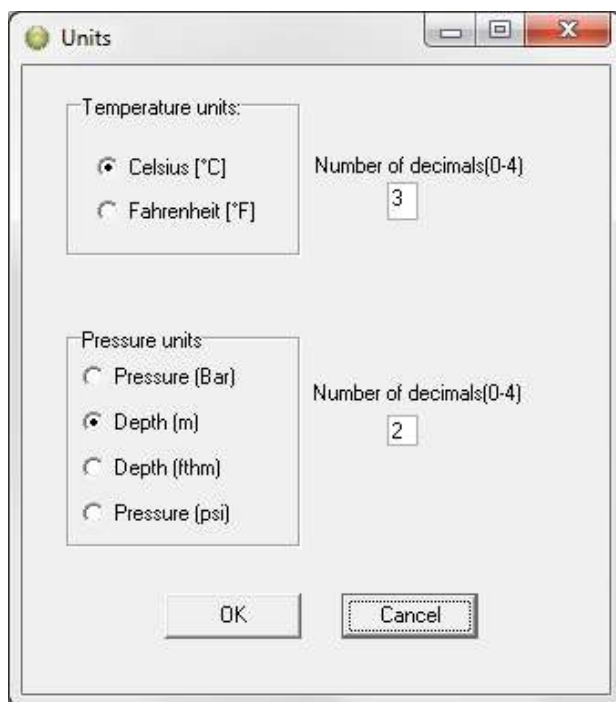 Units
Temperature units:
Celsius [°C]
Fahrenheit [°F]
Number of decimals(0-4)
3
Pressure units
Pressure (Bar)
Depth (m)
Depth (fthm)
Pressure (psi)
Number of decimals(0-4)
2
OK
Cancel